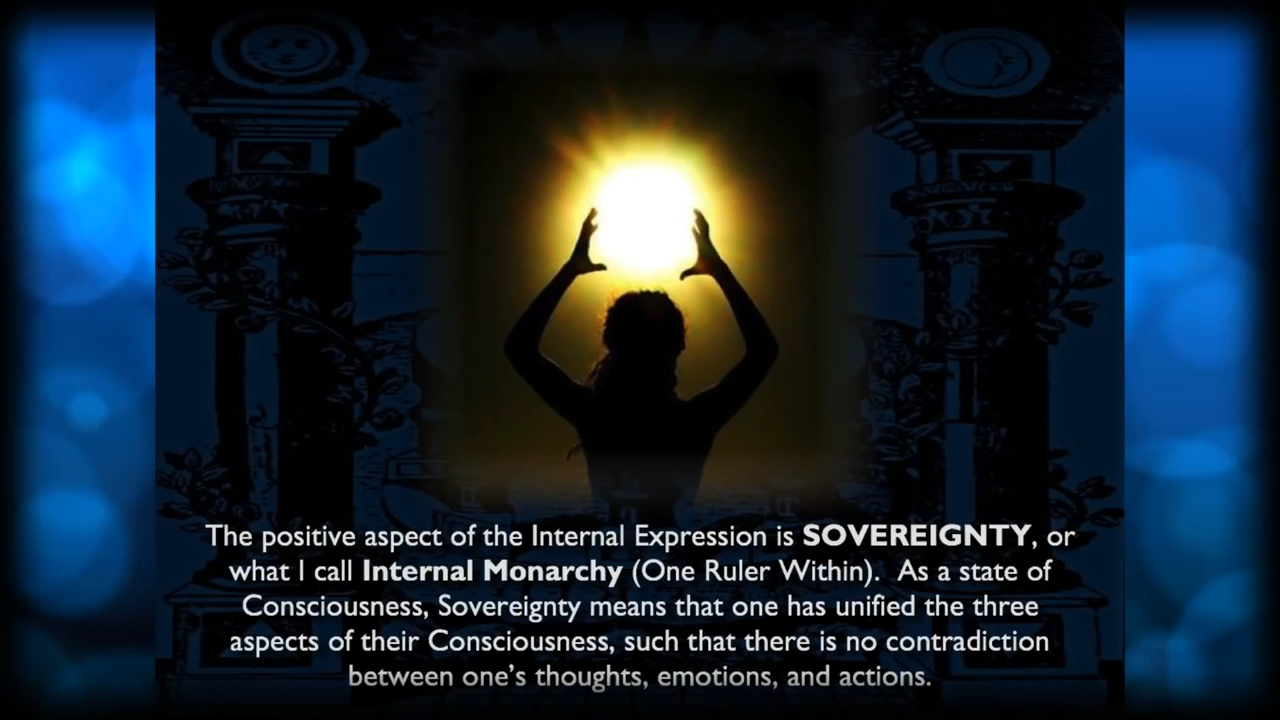 The positive aspect of the Internal Expression is SOVEREIGNTY, or
what I call Internal Monarchy (One Ruler Within).  As a state of
Consciousness, Sovereignty means that one has unified the three
aspects of their Consciousness, such that there is no contradiction
between one’s thoughts, emotions, and actions.